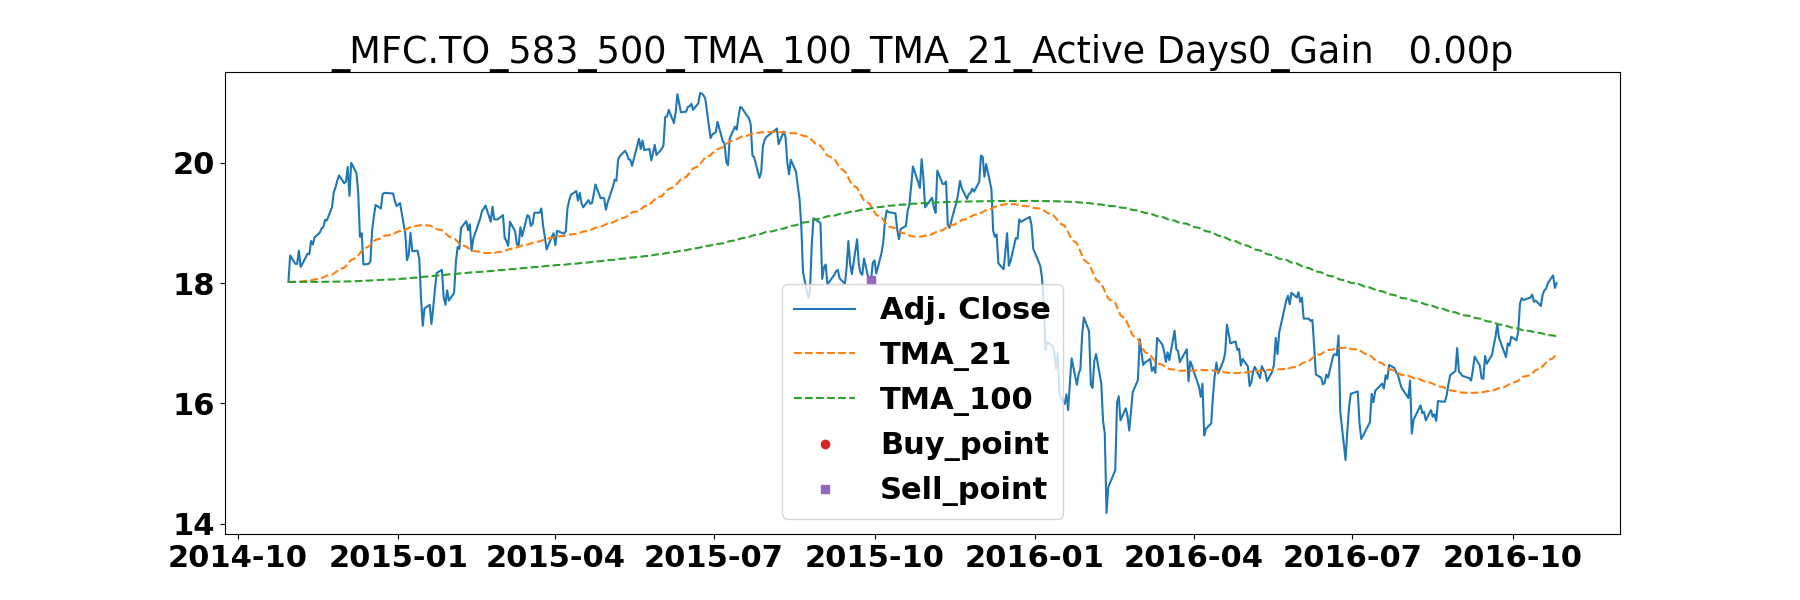 _MFC.TO_583_500_TMA_100_TMA_21_Active Days0_Gain   0.00p
20
18
16
14
Adj. Close
TMA_21
TMA_100
Buy_point
Sell_point
2014-10 2015-01 2015-04 2015-07 2015-10 2016-01 2016-04 2016-07 2016-10